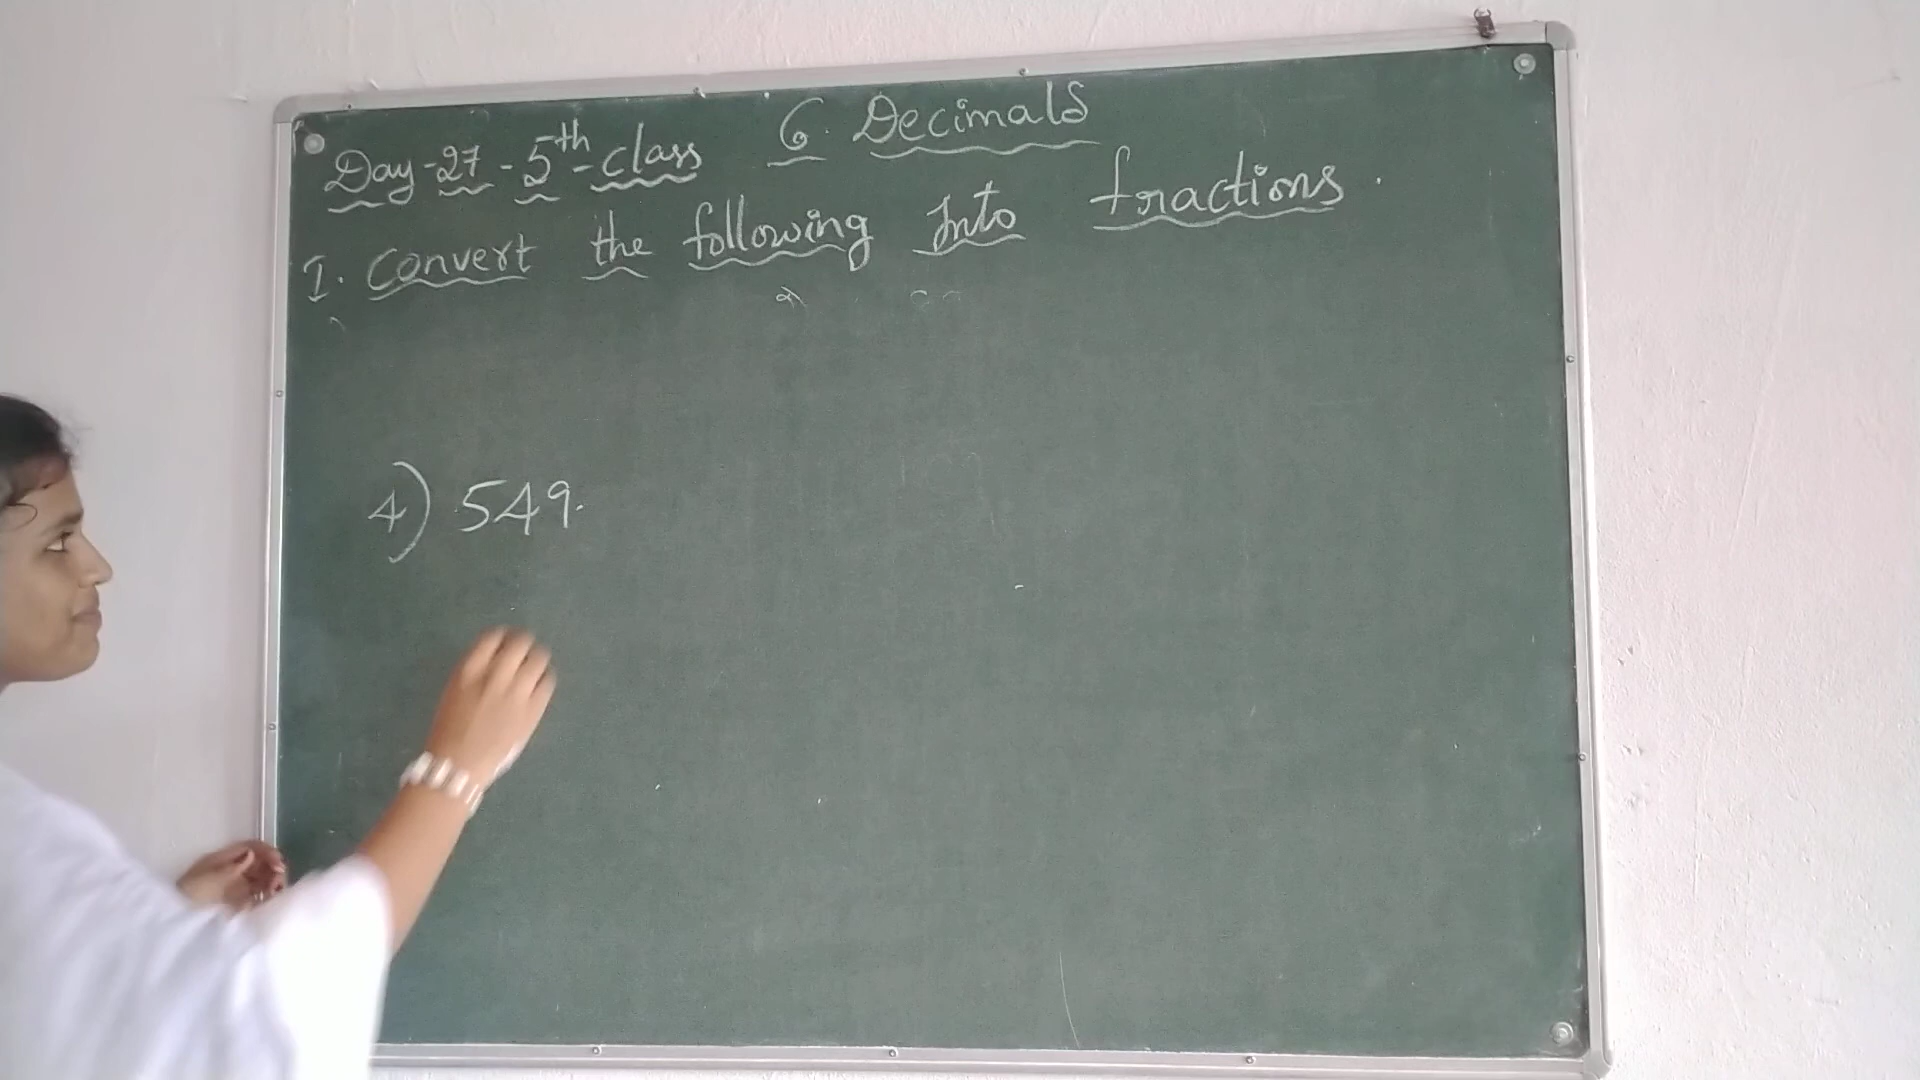 Day-27-5th-class 6. Decimals
I. Convert the following Into fractions.
4) 549.